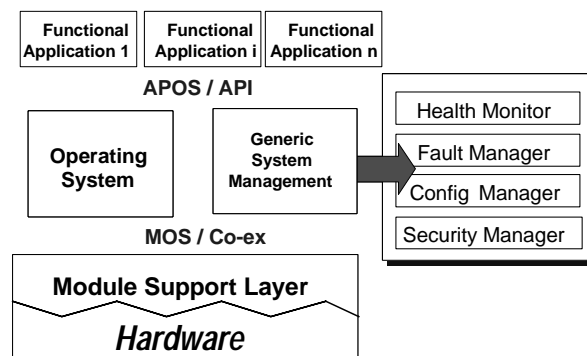 Functional
Application 1
Functional
Application i
Functional
Application n
APOS / API
Operating
System
Generic
System
Management
Health Monitor
Fault Manager
Config Manager
Security Manager
MOS / Co-ex
Module Support Layer
Hardware